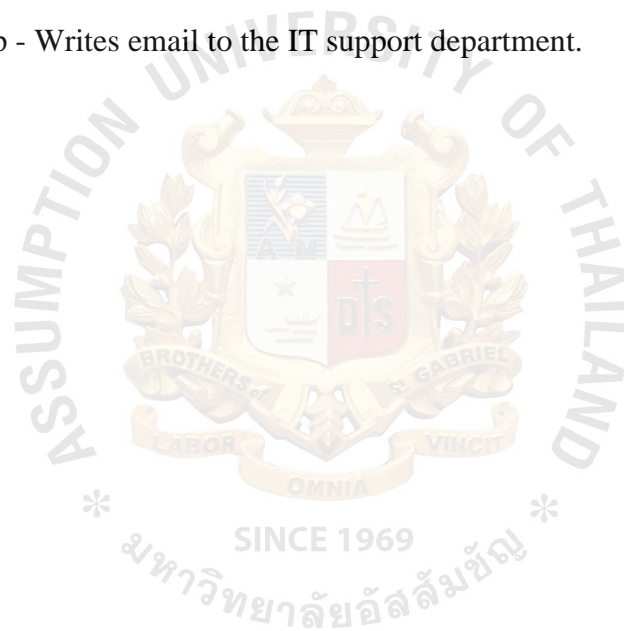 o - Writes email to the IT support department.
ASSUMPTION UNIVERSITY OF THAILAND
A M
D S
BROTHERS of St GABRIEL
LABOR OMNIA VINCIT
SINCE 1969
* มหาวิทยาลัยอัสสัมชัญ *